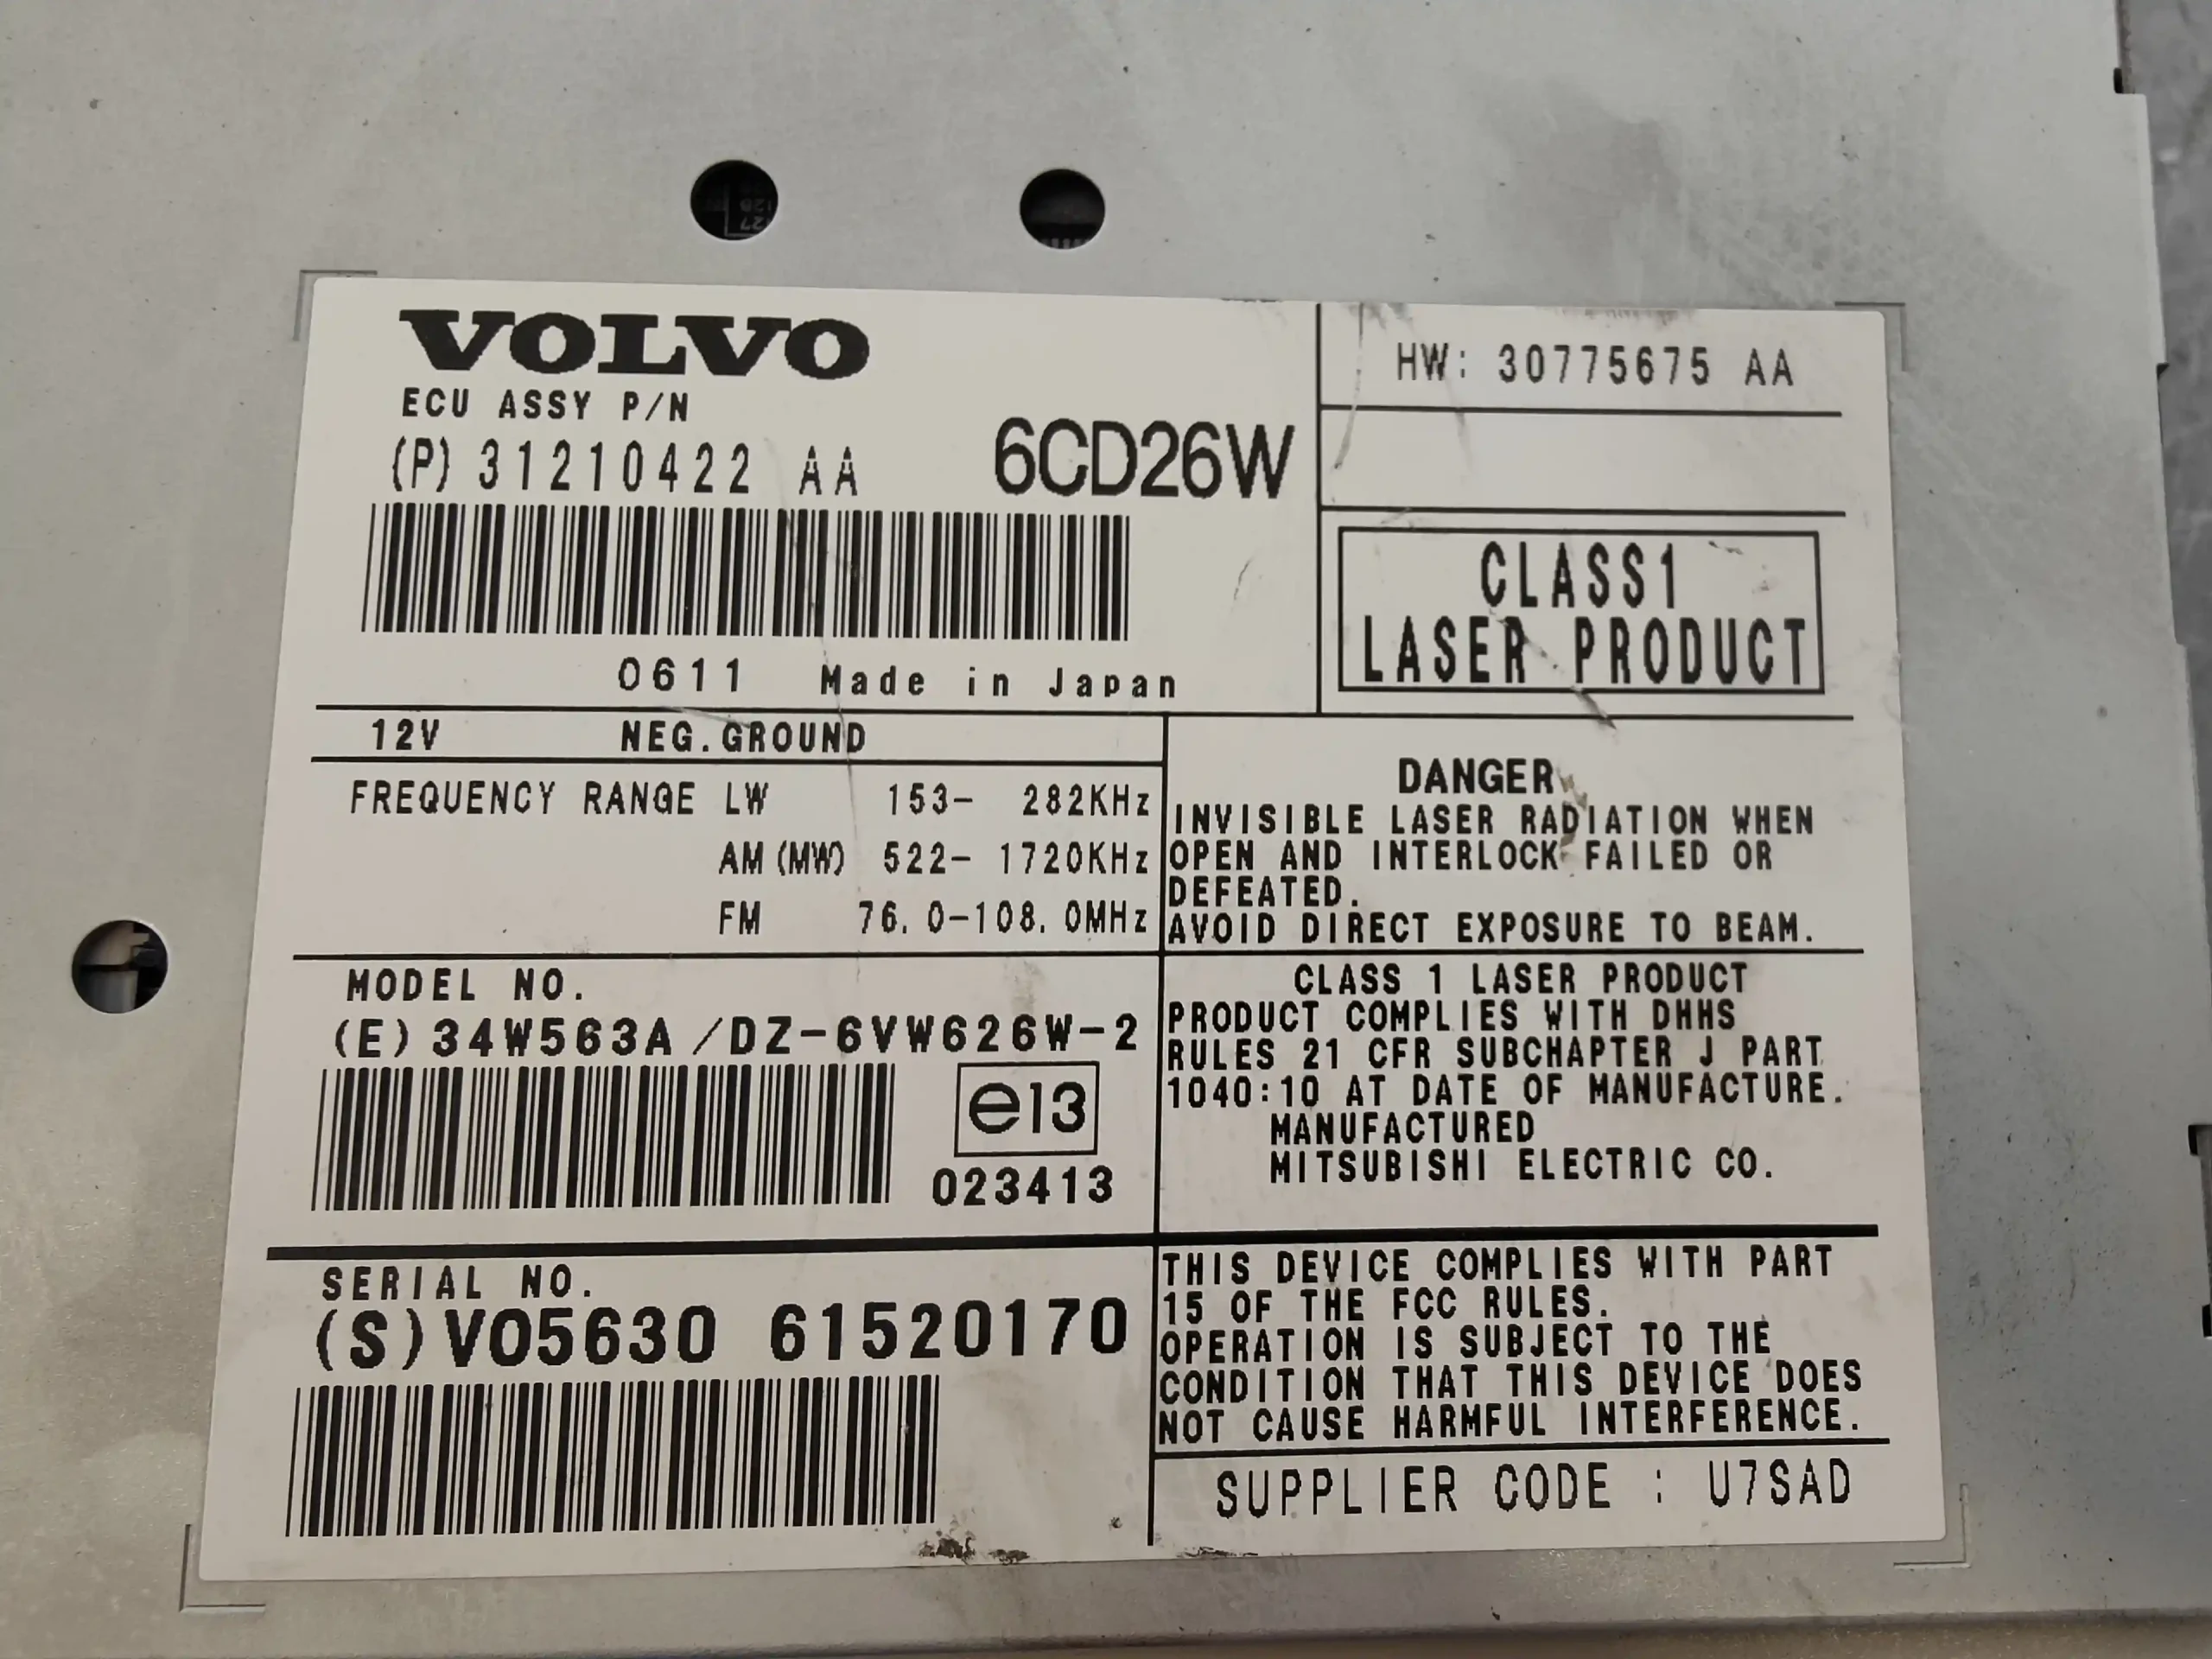 VOLVO
ECU ASSY P/N
(P) 31210422 AA 6CD26W
0611 Made in Japan
HW: 30775675 AA
CLASS1
LASER PRODUCT
12V NEG.GROUND
FREQUENCY RANGE LW 153- 282KHz
AM (MW) 522- 1720KHz
FM 76.0-108.0MHz
DANGER
INVISIBLE LASER RADIATION WHEN
OPEN AND INTERLOCK FAILED OR
DEFEATED.
AVOID DIRECT EXPOSURE TO BEAM.
MODEL NO.
(E) 34W563A /DZ-6VW626W-2
e13
023413
CLASS 1 LASER PRODUCT
PRODUCT COMPLIES WITH DHHS
RULES 21 CFR SUBCHAPTER J PART
1040:10 AT DATE OF MANUFACTURE.
MANUFACTURED
MITSUBISHI ELECTRIC CO.
SERIAL NO.
(S) VO5630 61520170
THIS DEVICE COMPLIES WITH PART
15 OF THE FCC RULES.
OPERATION IS SUBJECT TO THE
CONDITION THAT THIS DEVICE DOES
NOT CAUSE HARMFUL INTERFERENCE.
SUPPLIER CODE : U7SAD